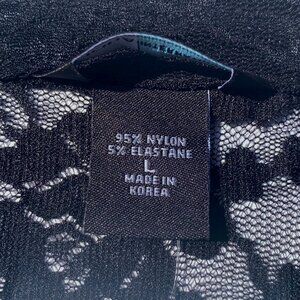 95% NYLON
5% ELASTANE
L
MADE IN
KOREA